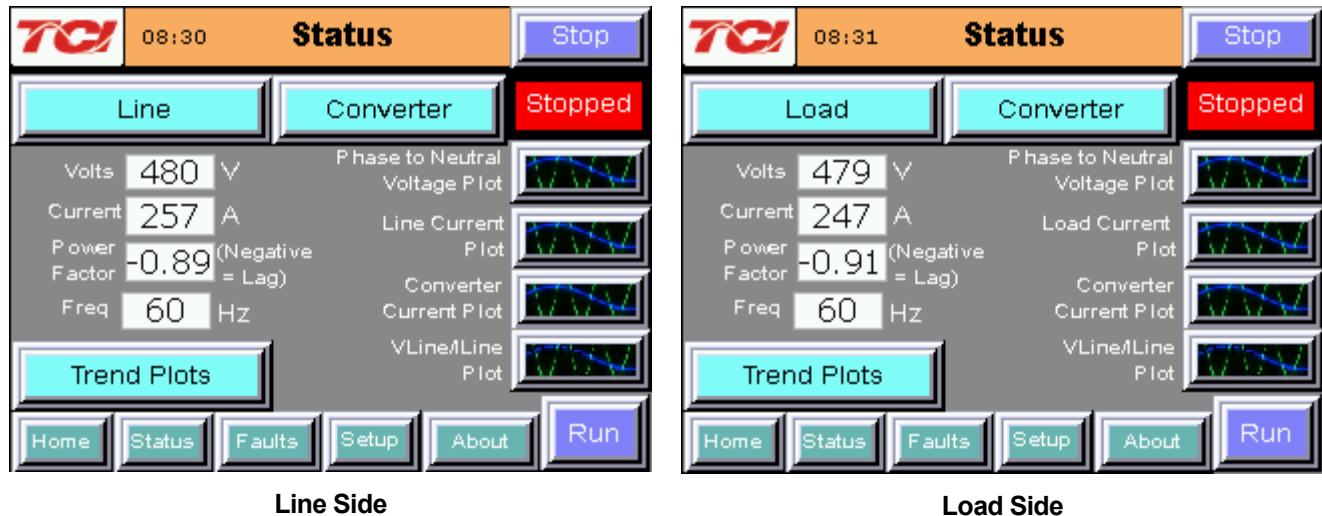 TCI 08:30 Status Stop
Line Converter Stopped
Volts 480 V
Phase to Neutral
Voltage Plot
Current 257 A
Line Current
Plot
Power
Factor -0.89 (Negative
= Lag)
Converter
Current Plot
Freq 60 Hz
VLine/ILine
Plot
Trend Plots
Home Status Faults Setup About Run
Line Side
TCI 08:31 Status Stop
Load Converter Stopped
Volts 479 V
Phase to Neutral
Voltage Plot
Current 247 A
Load Current
Plot
Power
Factor -0.91 (Negative
= Lag)
Converter
Current Plot
Freq 60 Hz
VLine/ILine
Plot
Trend Plots
Home Status Faults Setup About Run
Load Side